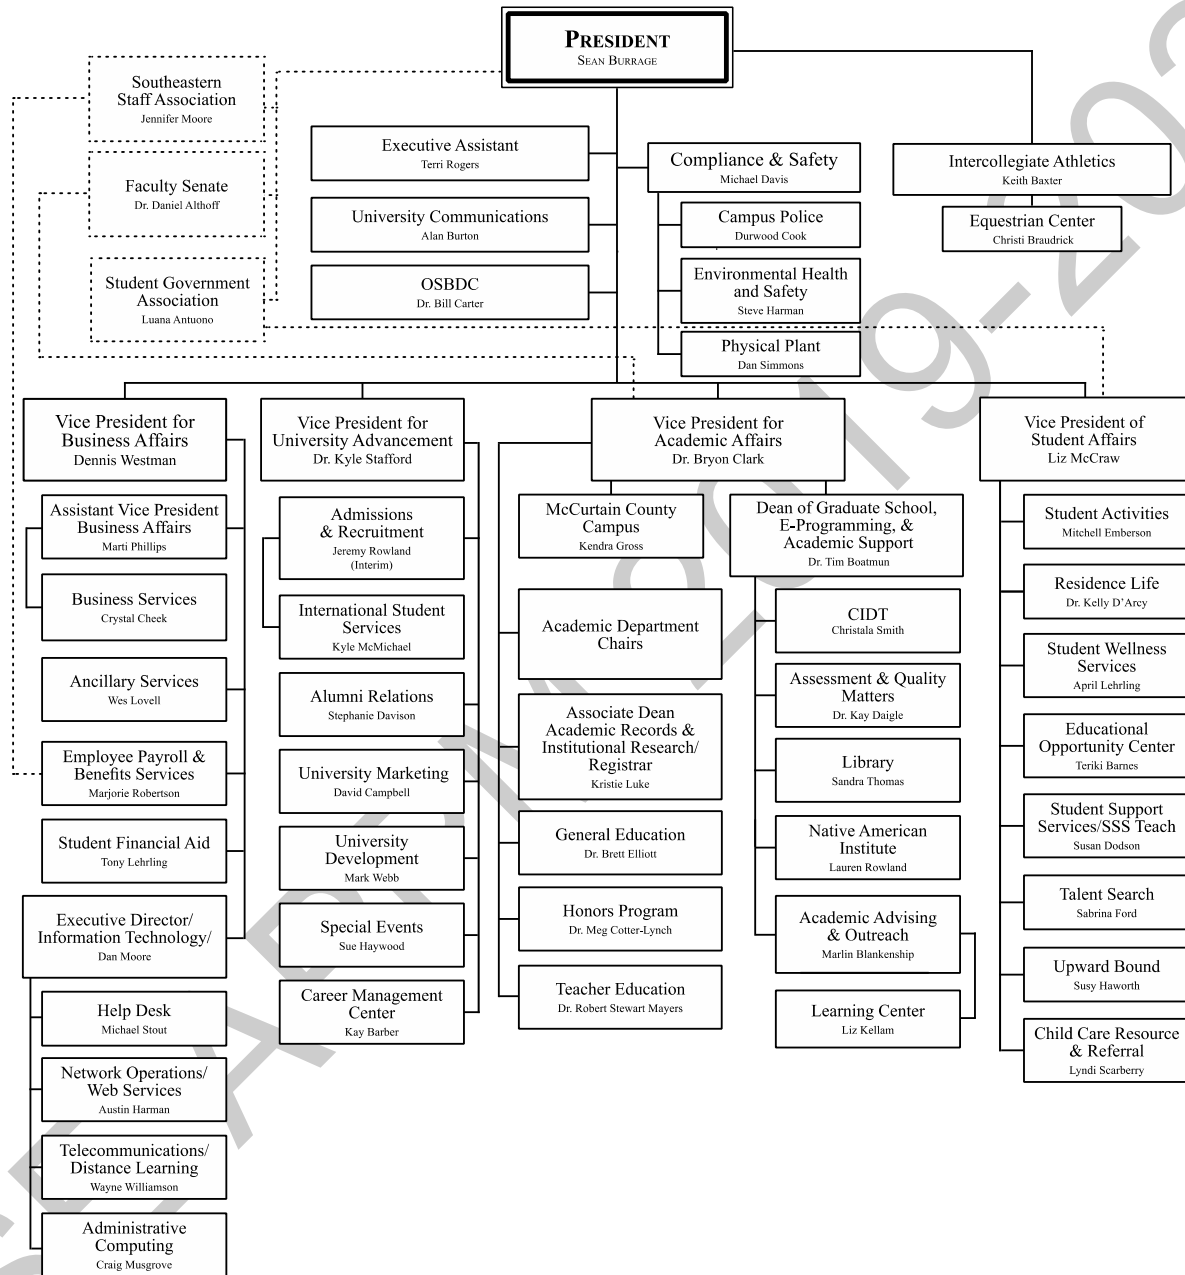 PRESIDENT
SEAN BURRAGE
Southeastern
Staff Association
Jennifer Moore
Faculty Senate
Dr. Daniel Althoff
Student Government
Association
Luana Antuono
Executive Assistant
Terri Rogers
University Communications
Alan Burton
OSBDC
Dr. Bill Carter
Compliance & Safety
Michael Davis
Campus Police
Durwood Cook
Environmental Health
and Safety
Steve Harman
Physical Plant
Dan Simmons
Intercollegiate Athletics
Keith Baxter
Equestrian Center
Christi Braudrick
Vice President for
Business Affairs
Dennis Westman
Assistant Vice President
Business Affairs
Marti Phillips
Business Services
Crystal Cheek
Ancillary Services
Wes Lovell
Employee Payroll &
Benefits Services
Marjorie Robertson
Student Financial Aid
Tony Lehrling
Executive Director/
Information Technology/
Dan Moore
Help Desk
Michael Stout
Network Operations/
Web Services
Austin Harman
Telecommunications/
Distance Learning
Wayne Williamson
Administrative
Computing
Craig Musgrove
Vice President for
University Advancement
Dr. Kyle Stafford
Admissions
& Recruitment
Jeremy Rowland
(Interim)
International Student
Services
Kyle McMichael
Alumni Relations
Stephanie Davison
University Marketing
David Campbell
University
Development
Mark Webb
Special Events
Sue Haywood
Career Management
Center
Kay Barber
Vice President for
Academic Affairs
Dr. Bryon Clark
McCurtain County
Campus
Kendra Gross
Academic Department
Chairs
Associate Dean
Academic Records &
Institutional Research/
Registrar
Kristie Luke
General Education
Dr. Brett Elliott
Honors Program
Dr. Meg Cotter-Lynch
Teacher Education
Dr. Robert Stewart Mayers
Dean of Graduate School,
E-Programming, &
Academic Support
Dr. Tim Boatmun
CIDT
Christala Smith
Assessment & Quality
Matters
Dr. Kay Daigle
Library
Sandra Thomas
Native American
Institute
Lauren Rowland
Academic Advising
& Outreach
Marlin Blankenship
Learning Center
Liz Kellam
Vice President of
Student Affairs
Liz McCraw
Student Activities
Mitchell Emberson
Residence Life
Dr. Kelly D’Arcy
Student Wellness
Services
April Lehrling
Educational
Opportunity Center
Teriki Barnes
Student Support
Services/SSS Teach
Susan Dodson
Talent Search
Sabrina Ford
Upward Bound
Susy Haworth
Child Care Resource
& Referral
Lyndi Scarberry